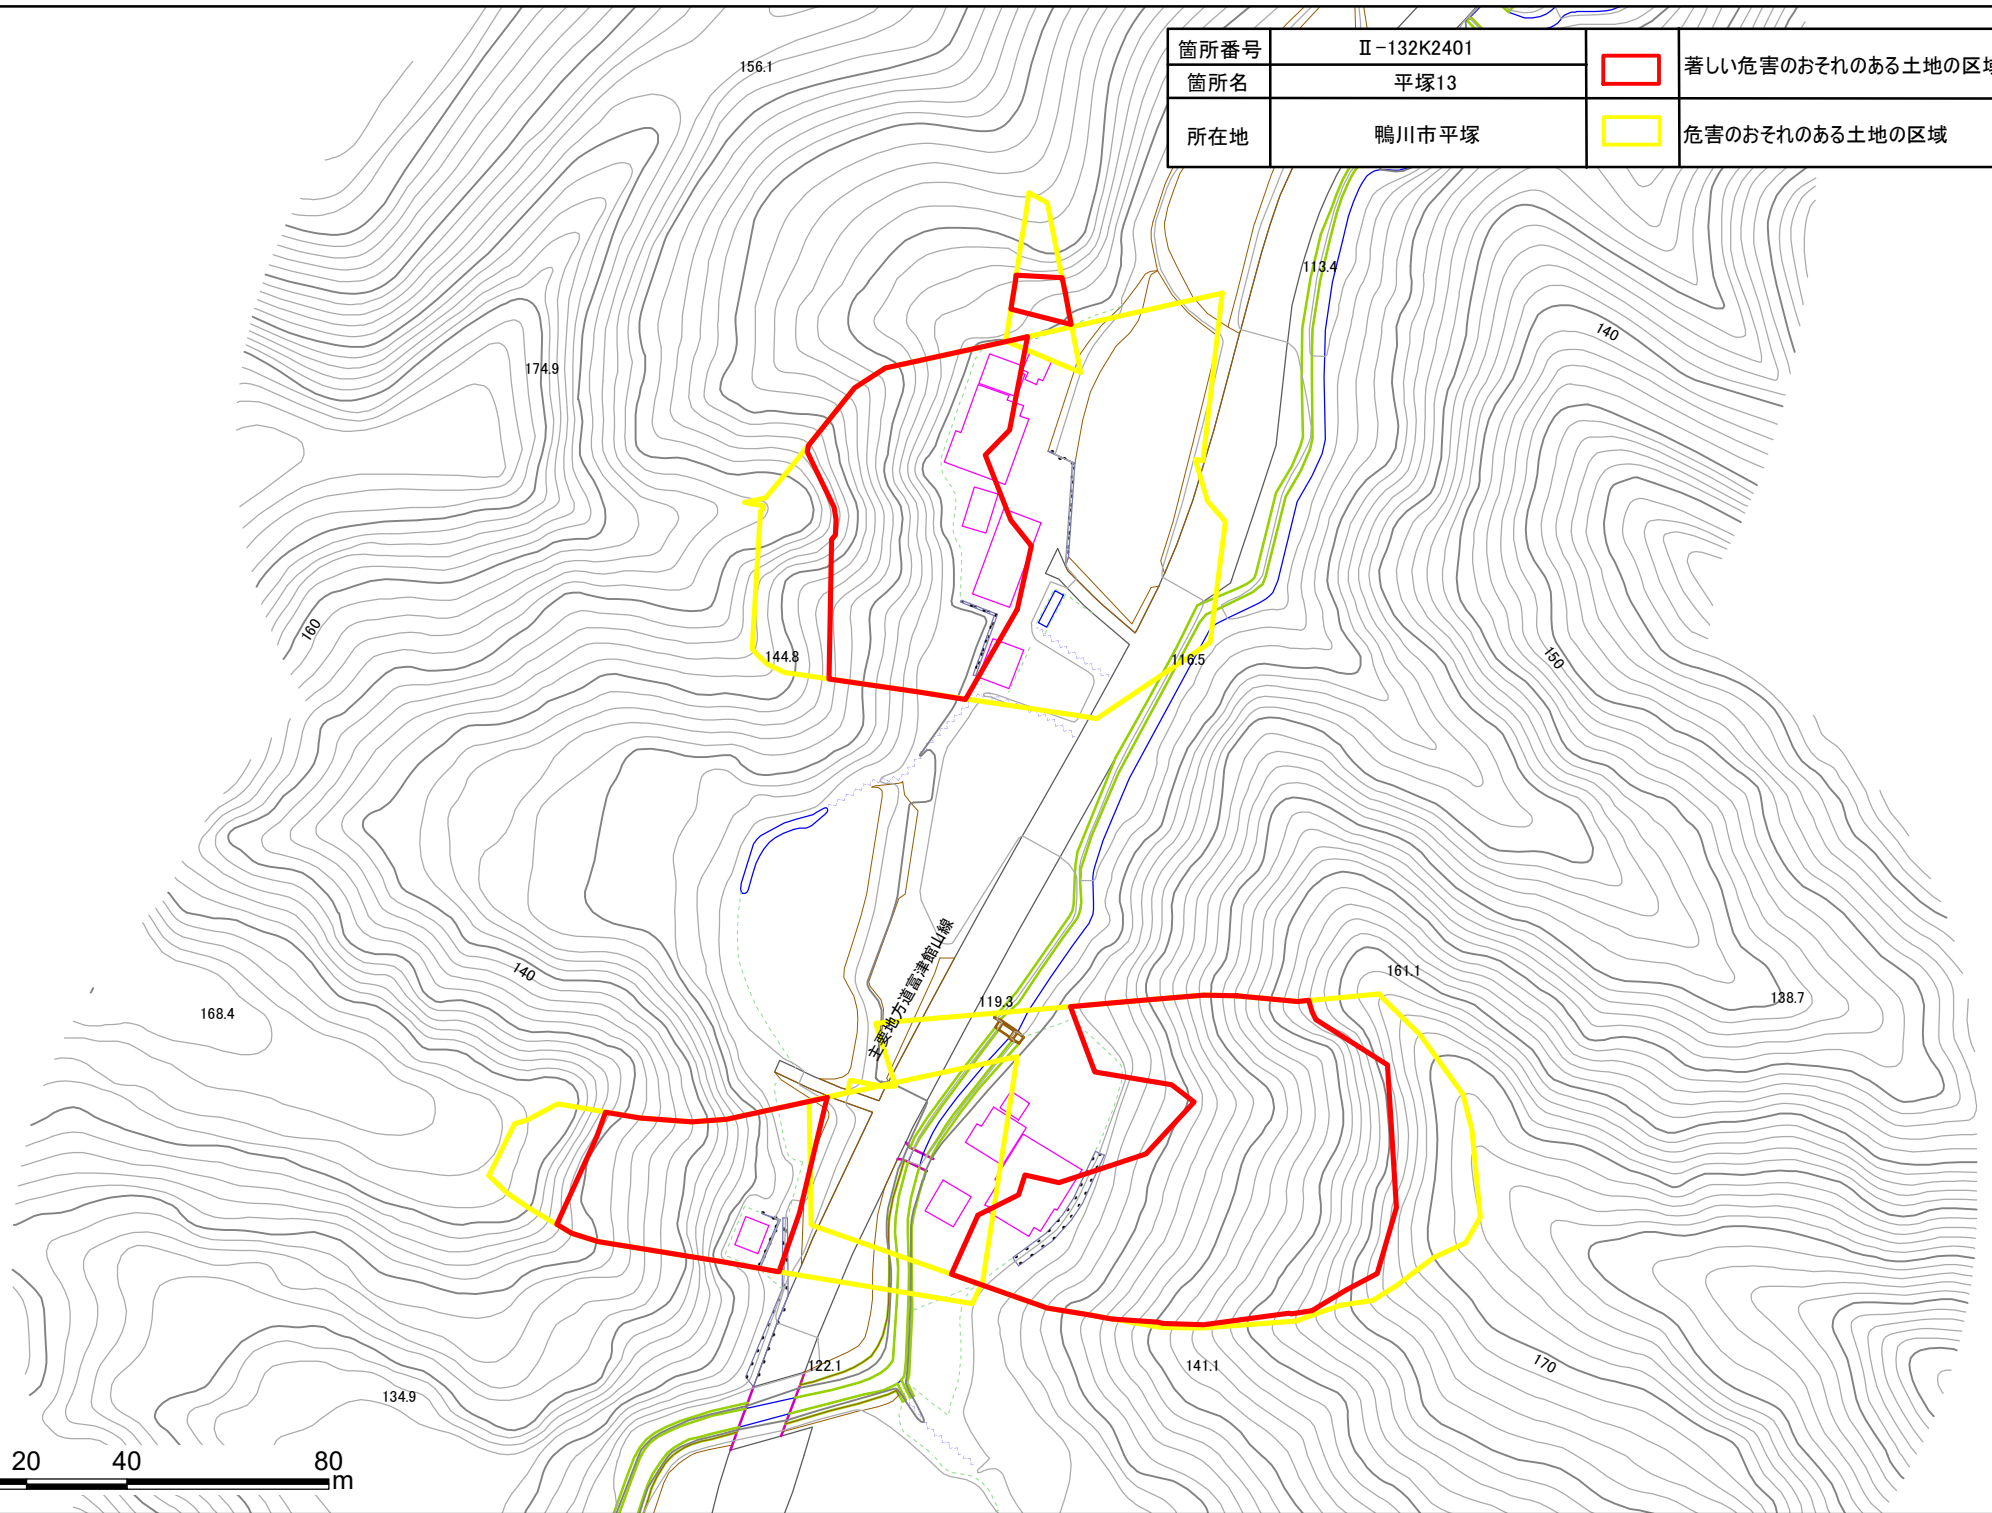 箇所番号 Ⅱ-132K2401
箇所名 平塚13
所在地 鴨川市平塚
著しい危害のおそれのある土地の区域
危害のおそれのある土地の区域
156.1
113.4
140
174.9
160
144.8
116.5
150
主要地方道富津館山線
140
161.1
168.4
119.3
138.7
122.1
141.1
170
134.9
20 40 80
m